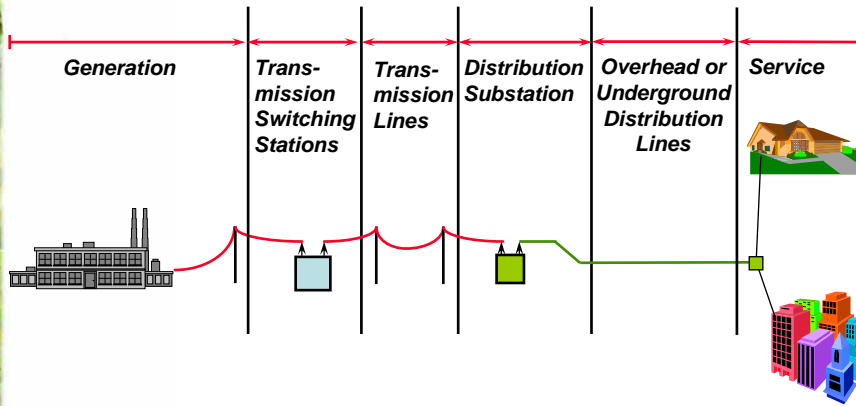 Generation
Trans-
mission
Switching
Stations
Trans-
mission
Lines
Distribution
Substation
Overhead or
Underground
Distribution
Lines
Service